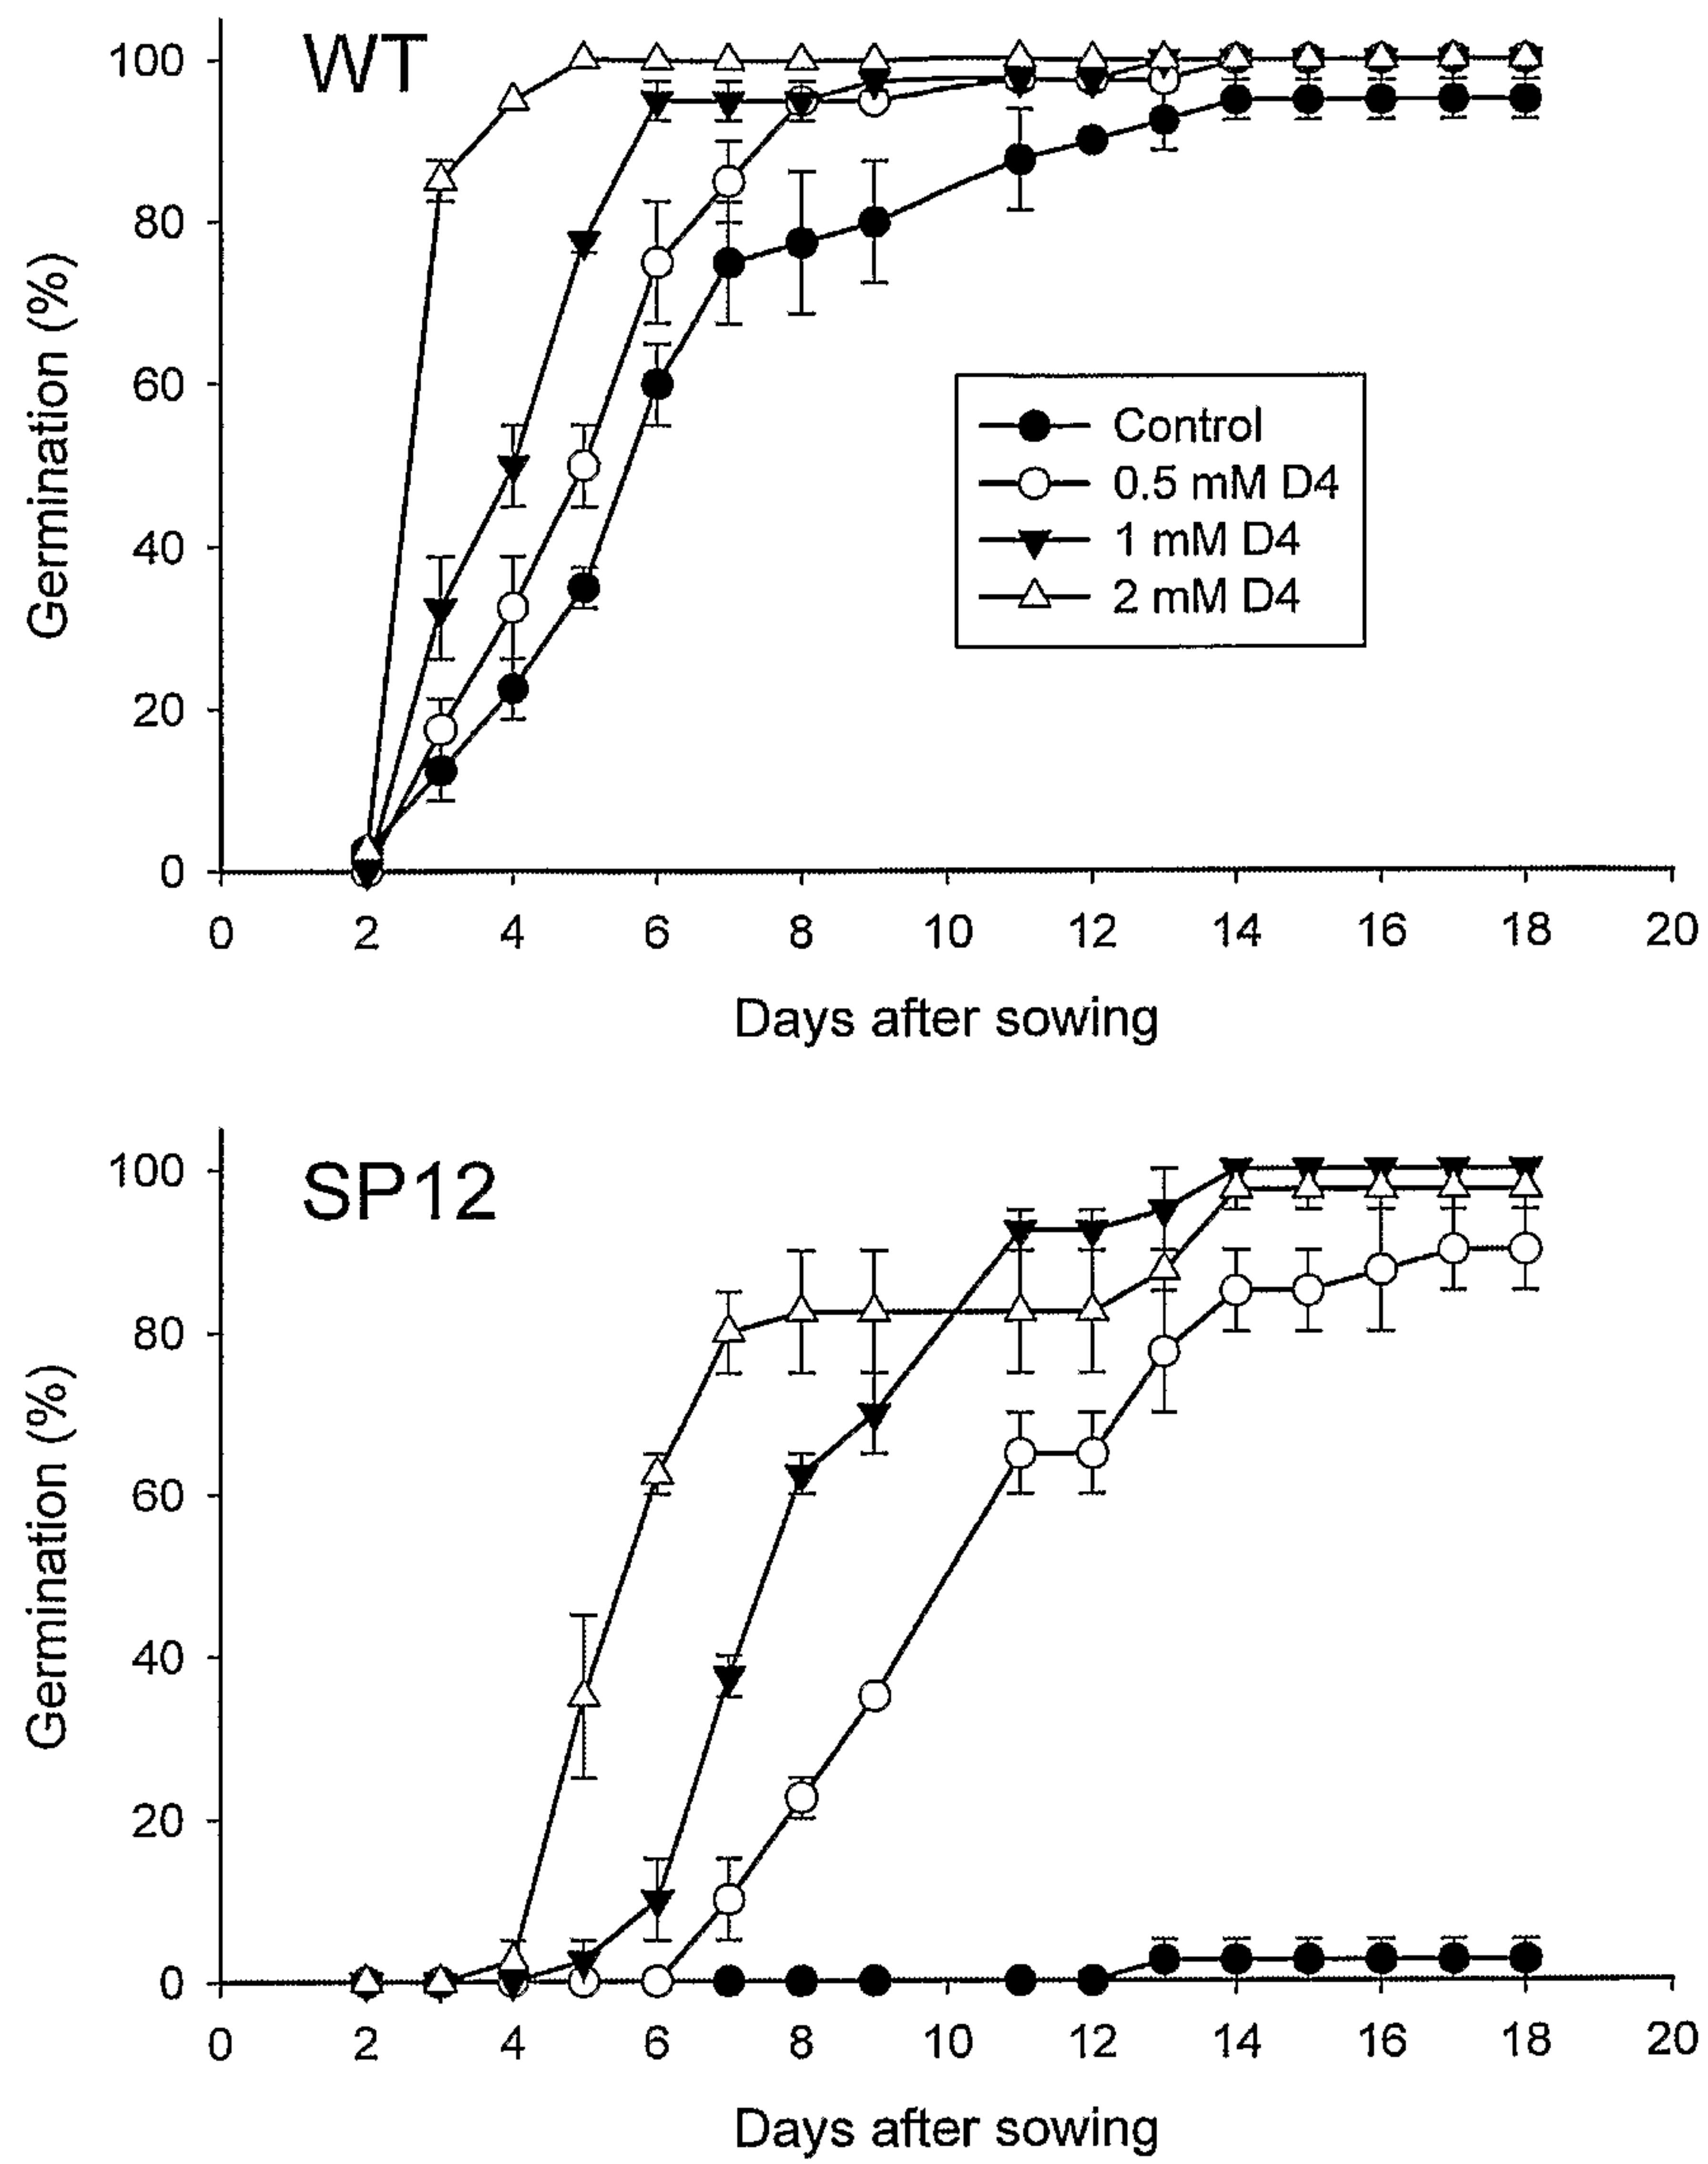 WT
Germination (%)
100
80
60
40
20
0
Control
0.5 mM D4
1 mM D4
2 mM D4
0 2 4 6 8 10 12 14 16 18 20
Days after sowing
SP12
Germination (%)
100
80
60
40
20
0
0 2 4 6 8 10 12 14 16 18 20
Days after sowing